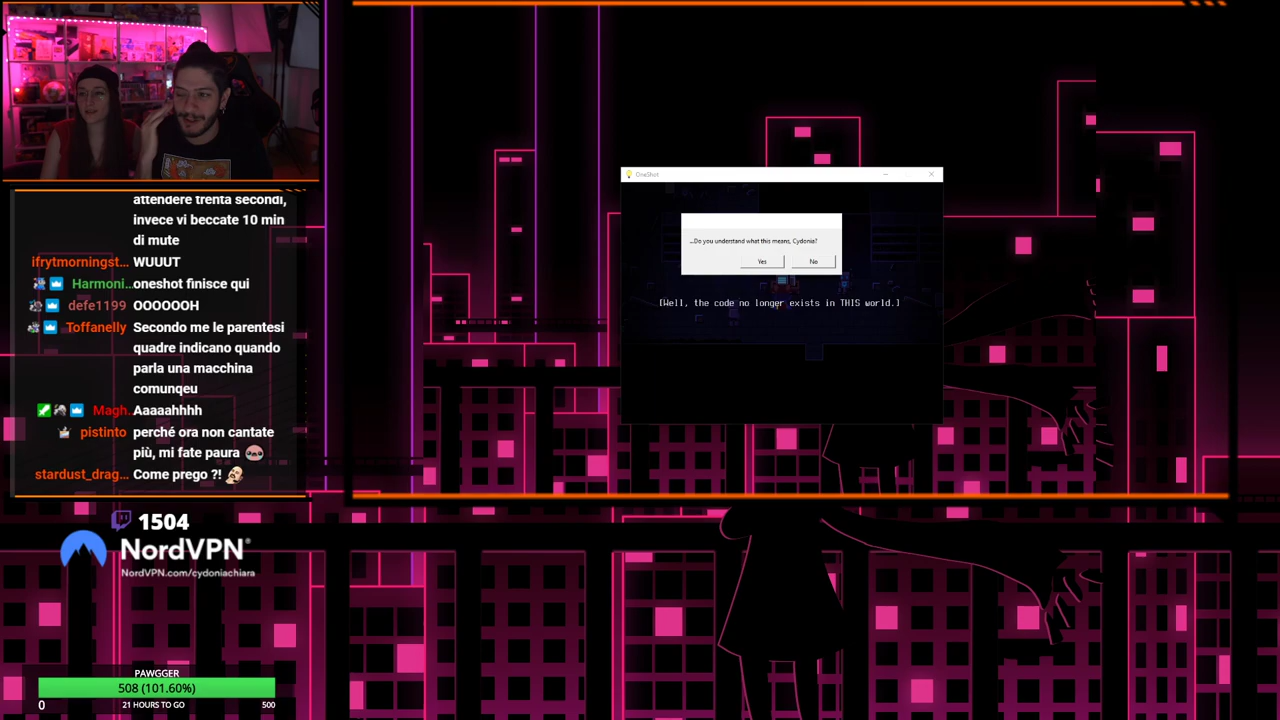 attendere trenta secondi,
invece vi beccate 10 min
di mute
ifrytmorningst... WUUUT
Harmoni... oneshot finisce qui
defe1199 OOOOOOH
Toffanelly Secondo me le parentesi
quadre indicano quando
parla una macchina
comunqeu
Magh... Aaaaahhhh
pistinto perché ora non cantate
più, mi fate paura
stardust_drag... Come prego ?!
OneShot
...Do you understand what this means, Cydonia?
Yes No
[Well, the code no longer exists in THIS world.]
1504
NordVPN®
NordVPN.com/cydoniachiara
PAWGGER
508 (101.60%)
0 21 HOURS TO GO 500